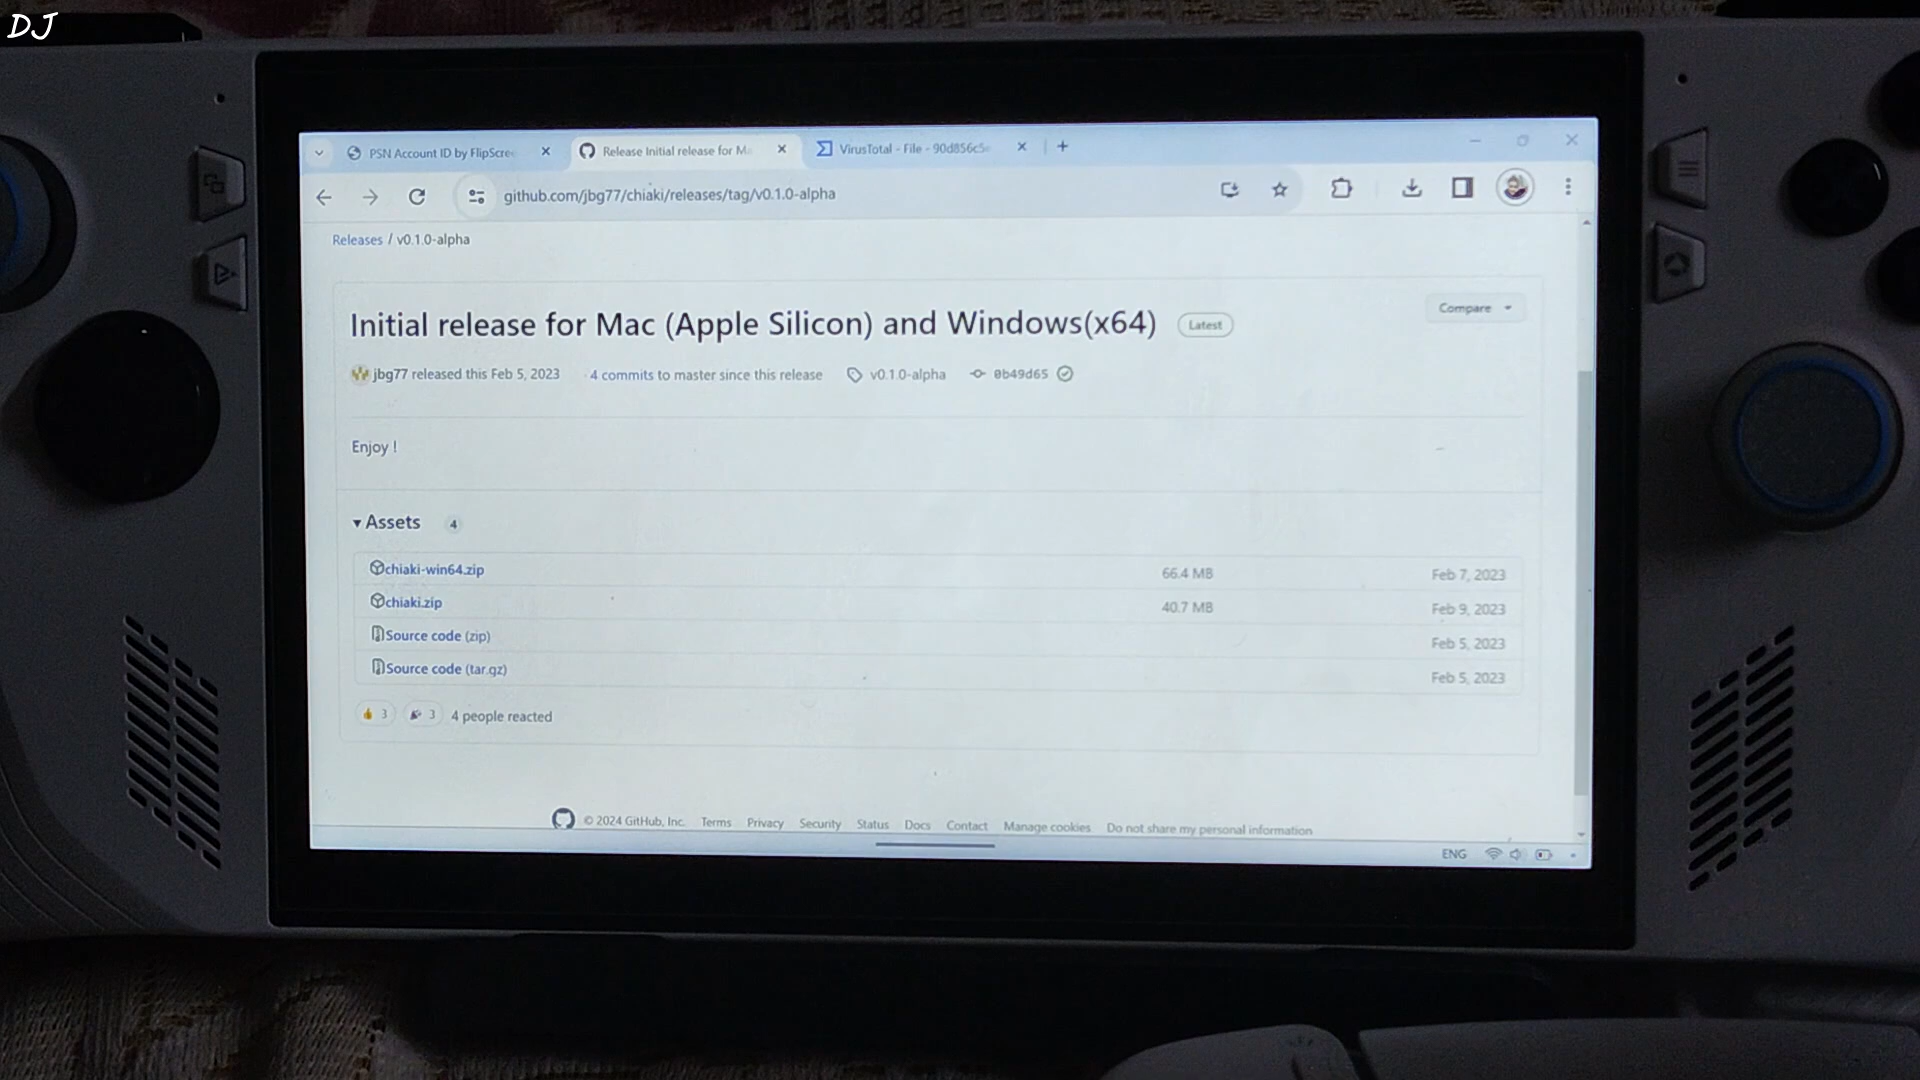 DJ
PSN Account ID by FlipScre
Release Initial release for Ma
VirusTotal - File - 90d856c5
github.com/jbg77/chiaki/releases/tag/v0.1.0-alpha
Releases / v0.1.0-alpha
Initial release for Mac (Apple Silicon) and Windows(x64) Latest
Compare
jbg77 released this Feb 5, 2023 · 4 commits to master since this release v0.1.0-alpha 0b49d65
Enjoy !
Assets 4
chiaki-win64.zip 66.4 MB Feb 7, 2023
chiaki.zip 40.7 MB Feb 9, 2023
Source code (zip) Feb 5, 2023
Source code (tar.gz) Feb 5, 2023
3 3 4 people reacted
© 2024 GitHub, Inc. Terms Privacy Security Status Docs Contact Manage cookies Do not share my personal information
ENG